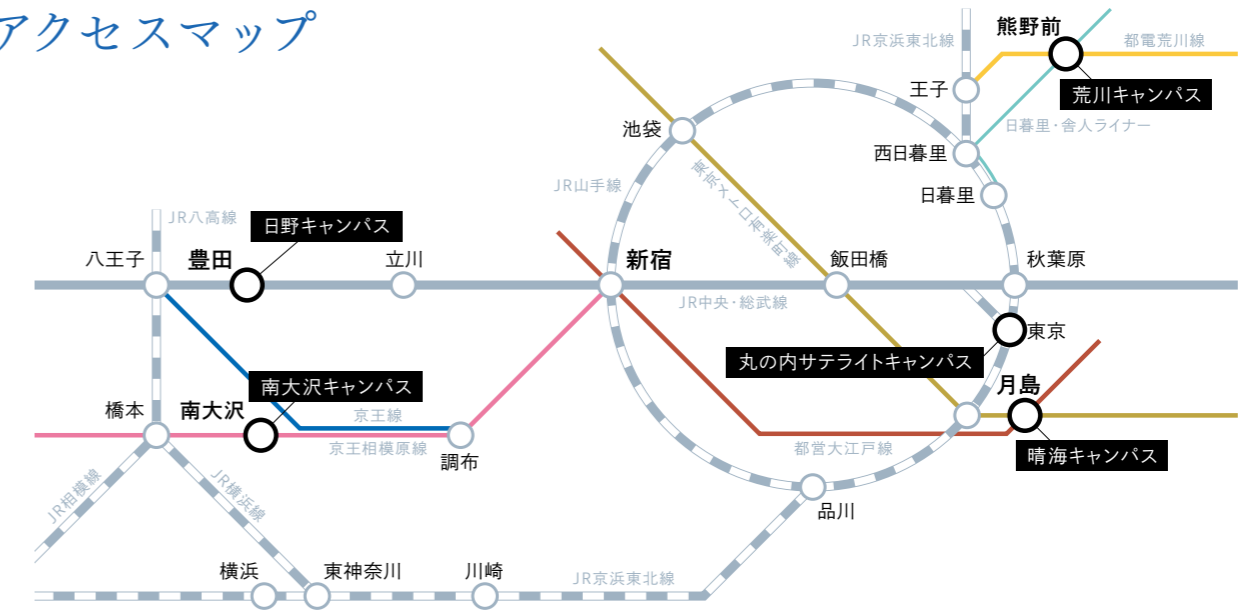 アクセスマップ
JR京浜東北線
熊野前
都電荒川線
王子
荒川キャンパス
池袋
日暮里・舎人ライナー
西日暮里
JR山手線
東京メトロ有楽町線
日暮里
JR八高線
日野キャンパス
八王子
豊田
立川
新宿
飯田橋
秋葉原
JR中央・総武線
東京
丸の内サテライトキャンパス
南大沢キャンパス
月島
橋本
南大沢
京王線
京王相模原線
調布
都営大江戸線
晴海キャンパス
JR相模線
JR横浜線
品川
横浜
東神奈川
川崎
JR京浜東北線